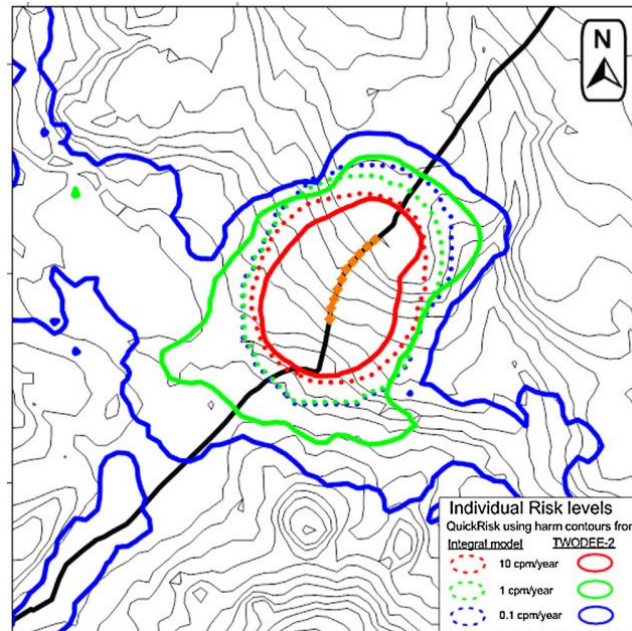 N
Individual Risk levels
QuickRisk using harm contours from
Integral model TWODEE-2
10 cpm/year
1 cpm/year
0.1 cpm/year